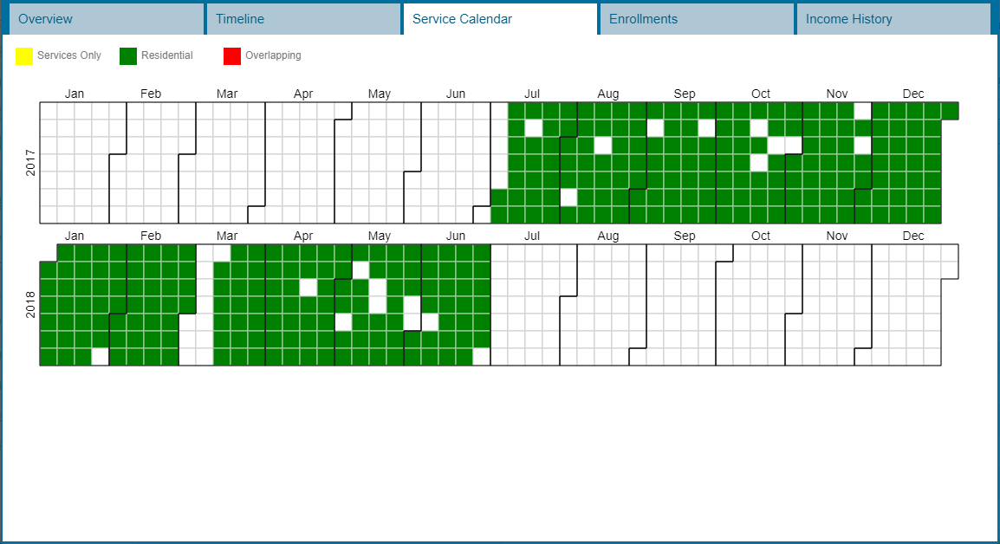 Overview Timeline Service Calendar Enrollments Income History
Services Only Residential Overlapping
Jan Feb Mar Apr May Jun Jul Aug Sep Oct Nov Dec
2017
Jan Feb Mar Apr May Jun Jul Aug Sep Oct Nov Dec
2018